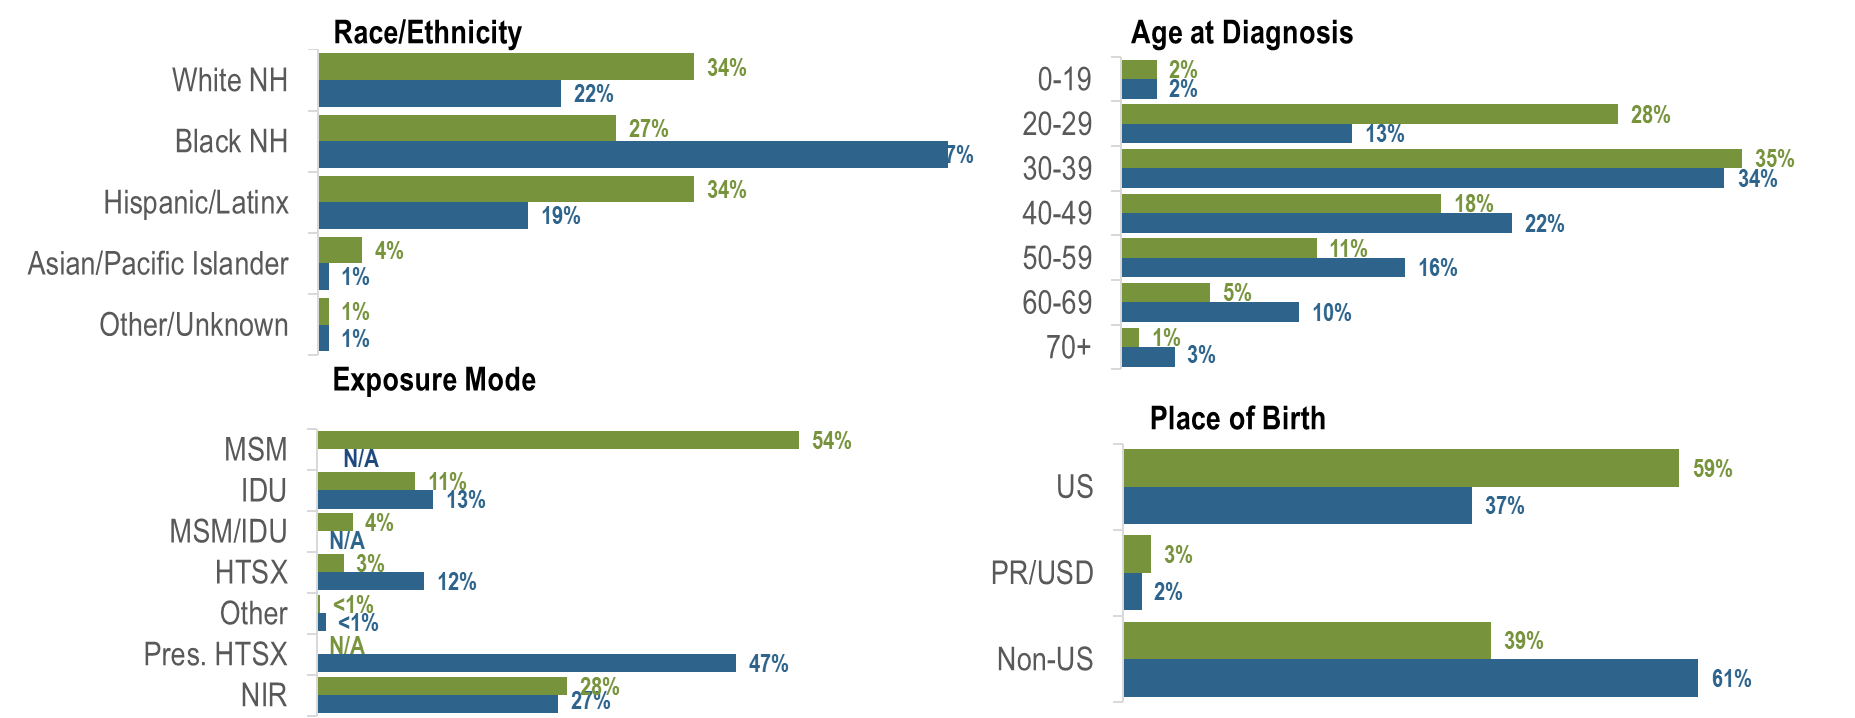 Race/Ethnicity
White NH
34%
22%
Black NH
27%
7%
Hispanic/Latinx
34%
19%
Asian/Pacific Islander
4%
1%
Other/Unknown
1%
1%
Exposure Mode
MSM
54%
N/A
IDU
11%
13%
MSM/IDU
4%
N/A
HTSX
3%
12%
Other
<1%
<1%
Pres. HTSX
N/A
47%
NIR
28%
27%
Age at Diagnosis
0-19
2%
2%
20-29
28%
13%
30-39
35%
34%
40-49
18%
22%
50-59
11%
16%
60-69
5%
10%
70+
1%
3%
Place of Birth
US
59%
37%
PR/USD
3%
2%
Non-US
39%
61%